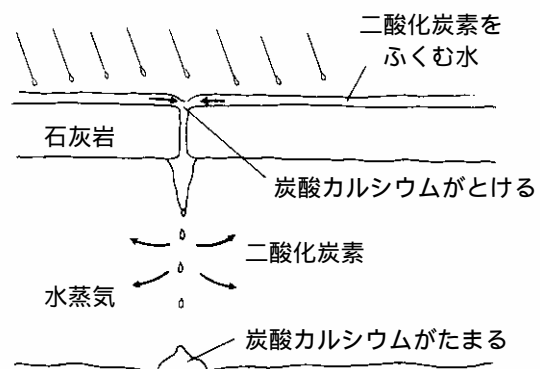 二酸化炭素を
ふくむ水
石灰岩
炭酸カルシウムがとける
二酸化炭素
水蒸気
炭酸カルシウムがたまる